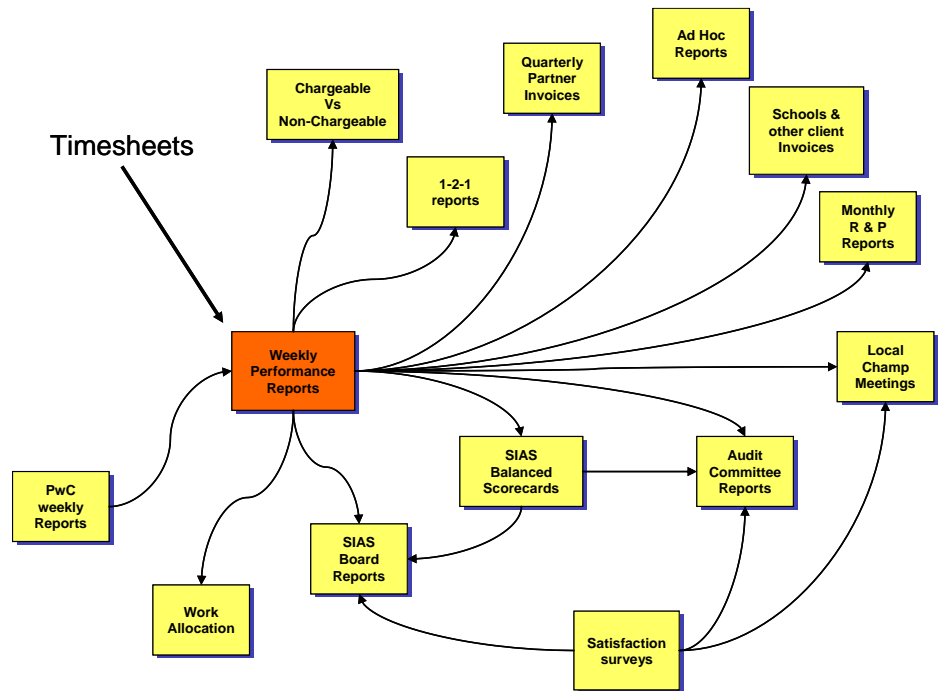 Ad Hoc
Reports
Quarterly
Partner
Invoices
Chargeable
Vs
Non-Chargeable
Schools &
other client
Invoices
Timesheets
1-2-1
reports
Monthly
R & P
Reports
Weekly
Performance
Reports
Local
Champ
Meetings
SIAS
Balanced
Scorecards
Audit
Committee
Reports
PwC
weekly
Reports
SIAS
Board
Reports
Work
Allocation
Satisfaction
surveys